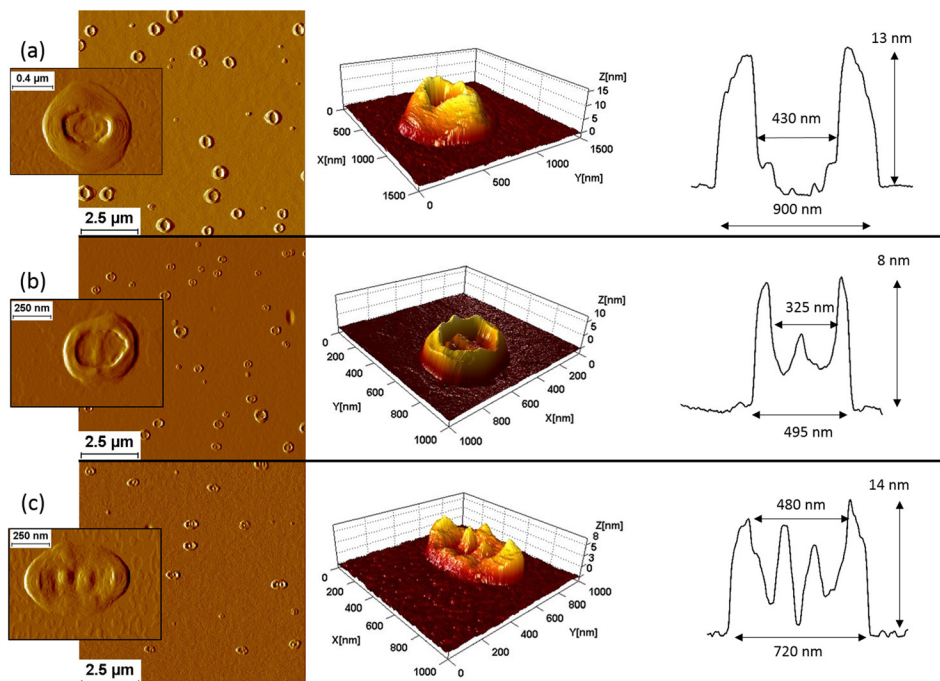 (a)
0.4 µm
2.5 µm
Z[nm]
15
10
5
0
0
500
1000
1500
X[nm]
0
500
1000
1500
Y[nm]
13 nm
430 nm
900 nm
(b)
250 nm
2.5 µm
Z[nm]
10
5
0
0
200
400
600
800
1000
Y[nm]
0
200
400
600
800
1000
X[nm]
8 nm
325 nm
495 nm
(c)
250 nm
2.5 µm
Z[nm]
8
5
3
0
0
200
400
600
800
1000
X[nm]
0
200
400
600
800
1000
Y[nm]
14 nm
480 nm
720 nm